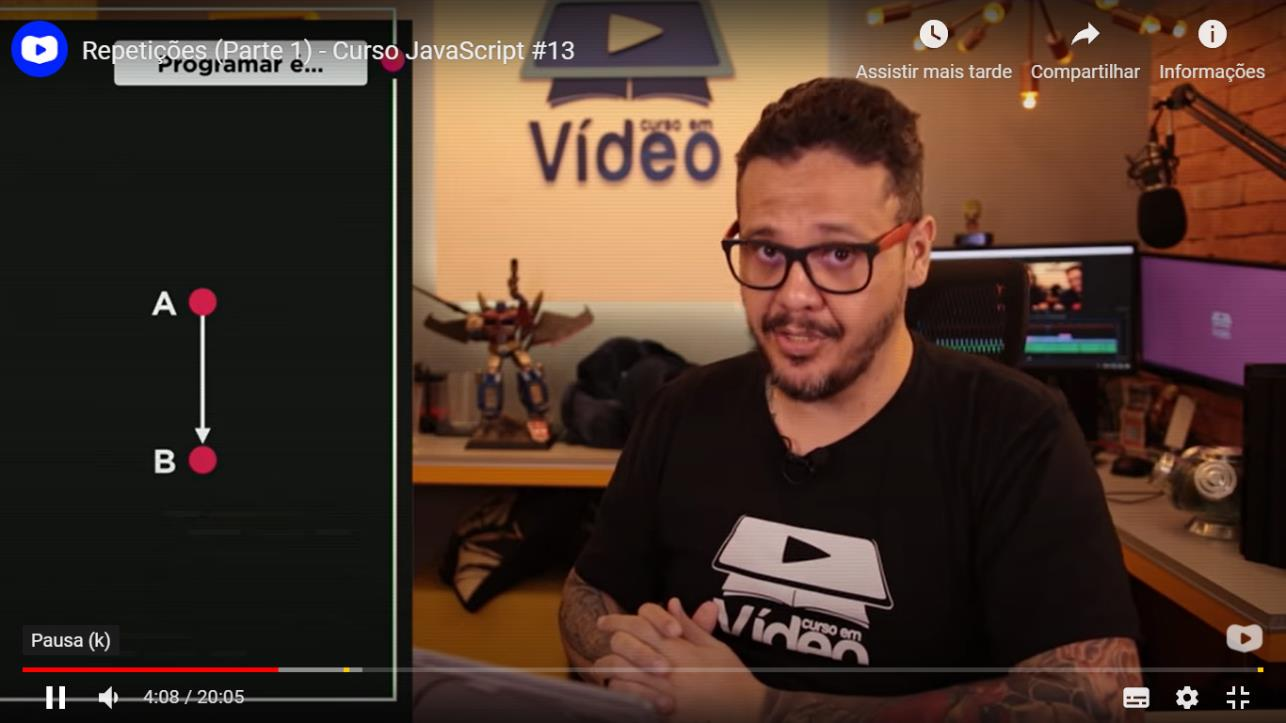 Repetições (Parte 1) - Curso JavaScript #13
Assistir mais tarde
Compartilhar
Informações
Programar é...
curso em
Vídeo
A
B
curso em
Vídeo
Pausa (k)
4:08 / 20:05